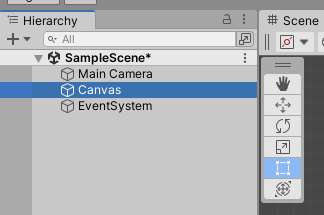 Hierarchy
Scene
All
SampleScene*
Main Camera
Canvas
EventSystem